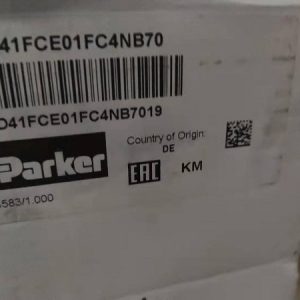 41FCE01FC4NB70
D41FCE01FC4NB7019
Parker
Country of Origin:
DE
EAC
KM
583/1.000